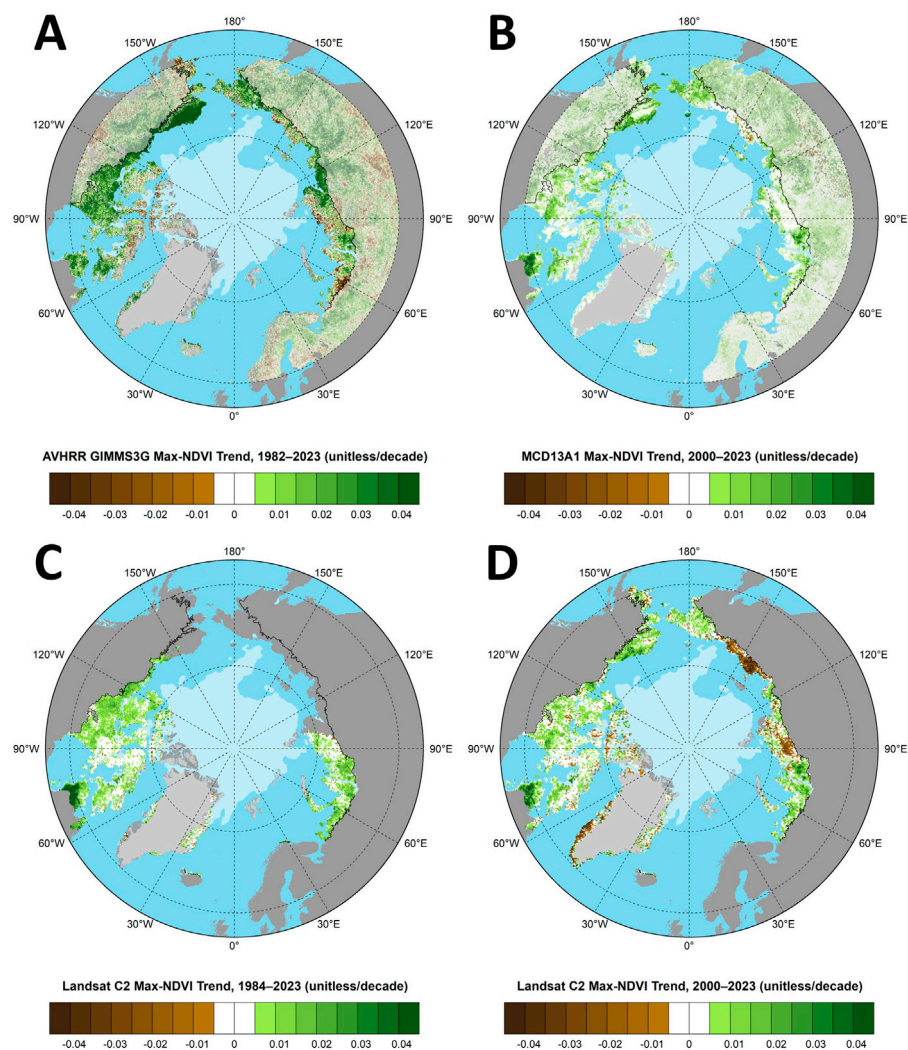 A
180°
150°W
150°E
120°W
120°E
90°W
90°E
60°W
60°E
30°W
30°E
0°
AVHRR GIMMS3G Max-NDVI Trend, 1982–2023 (unitless/decade)
-0.04 -0.03 -0.02 -0.01 0 0.01 0.02 0.03 0.04
B
180°
150°W
150°E
120°W
120°E
90°W
90°E
60°W
60°E
30°W
30°E
0°
MCD13A1 Max-NDVI Trend, 2000–2023 (unitless/decade)
-0.04 -0.03 -0.02 -0.01 0 0.01 0.02 0.03 0.04
C
180°
150°W
150°E
120°W
120°E
90°W
90°E
60°W
60°E
30°W
30°E
0°
Landsat C2 Max-NDVI Trend, 1984–2023 (unitless/decade)
-0.04 -0.03 -0.02 -0.01 0 0.01 0.02 0.03 0.04
D
180°
150°W
150°E
120°W
120°E
90°W
90°E
60°W
60°E
30°W
30°E
0°
Landsat C2 Max-NDVI Trend, 2000–2023 (unitless/decade)
-0.04 -0.03 -0.02 -0.01 0 0.01 0.02 0.03 0.04